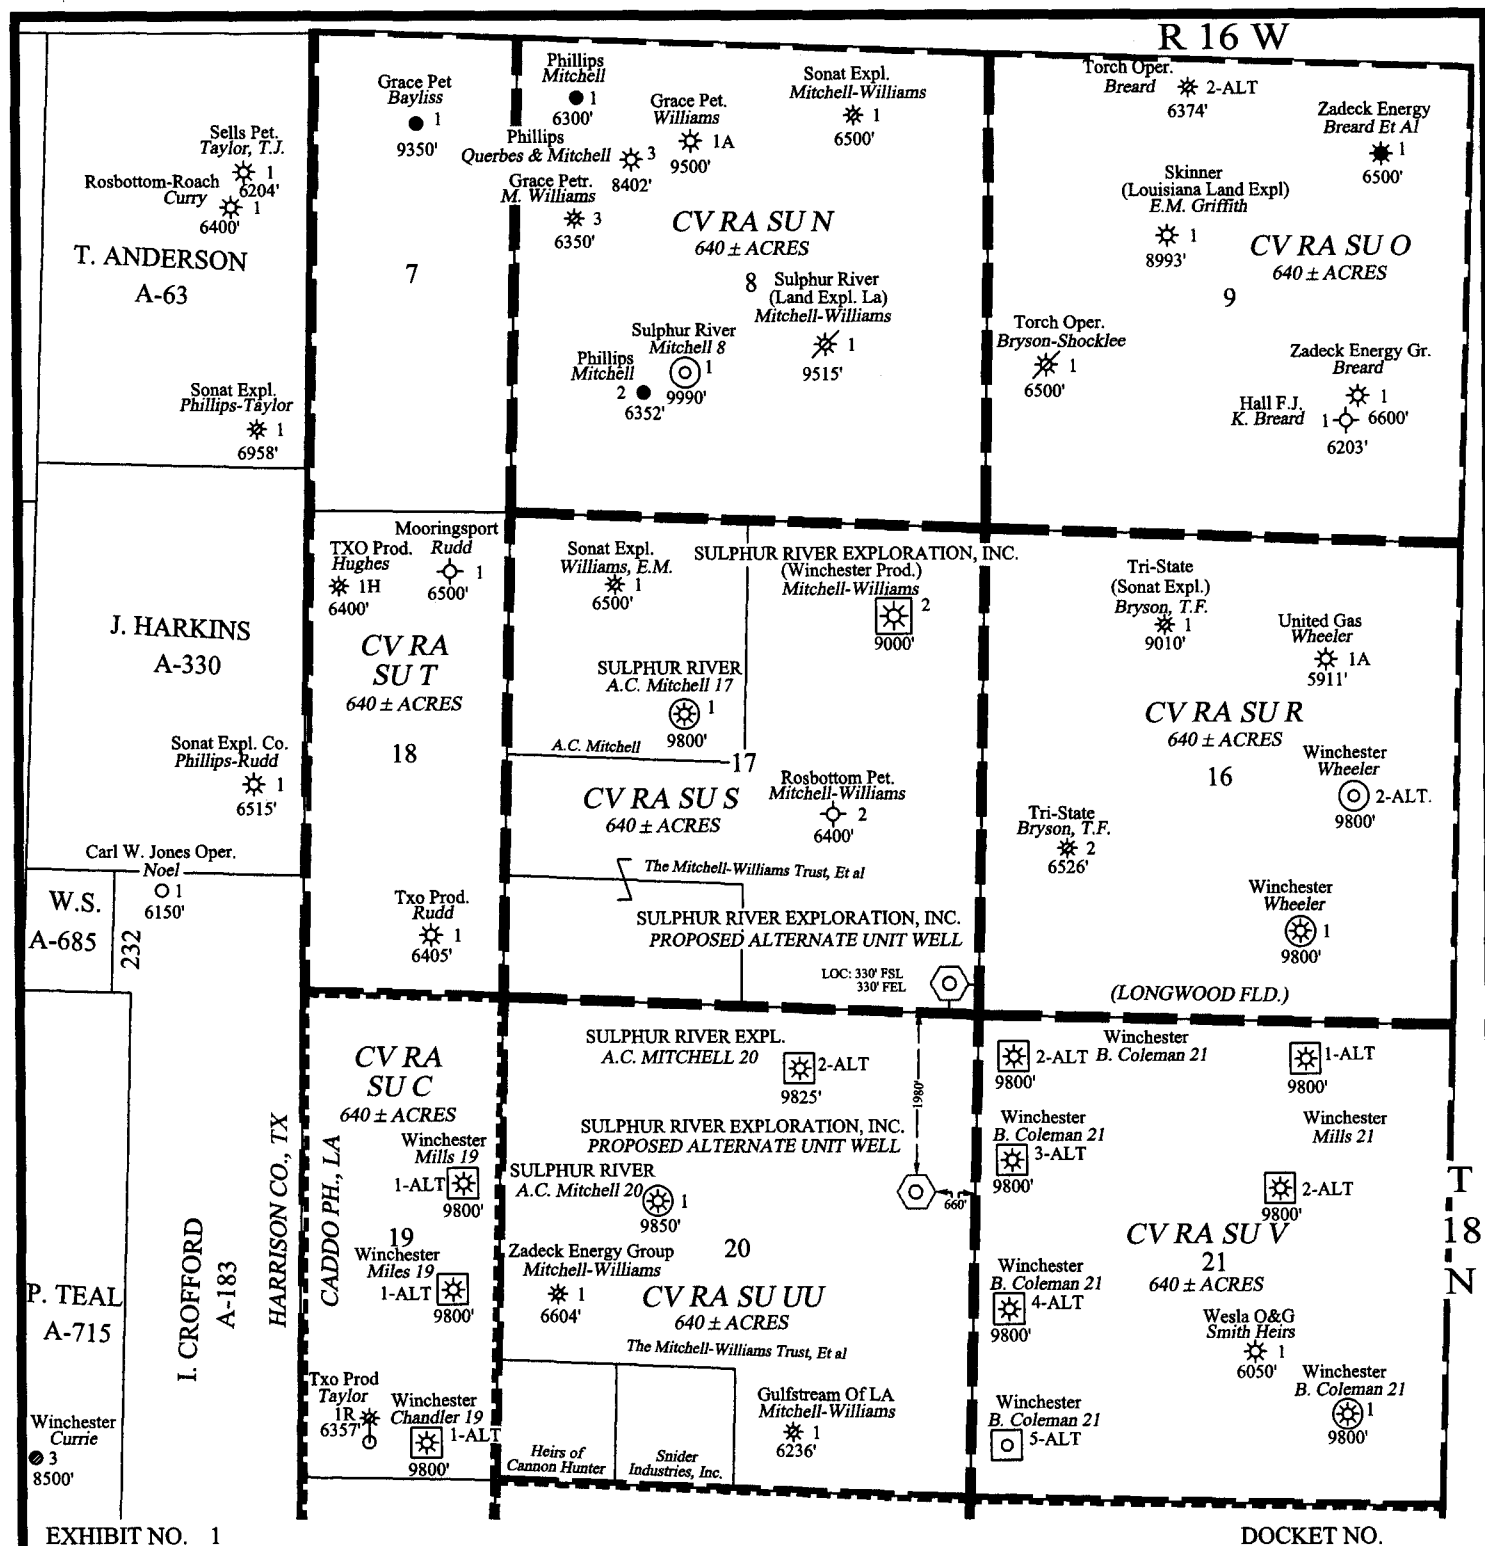 R 16 W
Grace Pet
Bayliss
1
9350'
Phillips
Mitchell
1
6300'
Grace Pet.
Williams
1A
9500'
Sonat Expl.
Mitchell-Williams
1
6500'
Torch Oper.
Breard
2-ALT
6374'
Zadeck Energy
Breard Et Al
1
6500'
Sells Pet.
Taylor, T.J.
1
6204'
Rosbottom-Roach
Curry
1
6400'
Phillips
Querbes & Mitchell
3
8402'
Grace Petr.
M. Williams
3
6350'
Skinner
(Louisiana Land Expl)
E.M. Griffith
1
8993'
T. ANDERSON
A-63
7
CV RA SU N
640 ± ACRES
8
CV RA SU O
640 ± ACRES
9
Sulphur River
(Land Expl. La)
Mitchell-Williams
1
9515'
Sulphur River
Mitchell 8
1
9990'
Phillips
Mitchell
2
6352'
Torch Oper.
Bryson-Shocklee
1
6500'
Zadeck Energy Gr.
Breard
1
6600'
Hall F.J.
K. Breard
1
6203'
Sonat Expl.
Phillips-Taylor
1
6958'
Mooringsport
Rudd
1
6500'
TXO Prod.
Hughes
1H
6400'
Sonat Expl.
Williams, E.M.
1
6500'
SULPHUR RIVER EXPLORATION, INC.
(Winchester Prod.)
Mitchell-Williams
2
9000'
Tri-State
(Sonat Expl.)
Bryson, T.F.
1
9010'
United Gas
Wheeler
1A
5911'
J. HARKINS
A-330
CV RA
SU T
640 ± ACRES
18
SULPHUR RIVER
A.C. Mitchell 17
1
9800'
A.C. Mitchell
17
CV RA SU R
640 ± ACRES
16
Winchester
Wheeler
2-ALT.
9800'
Sonat Expl. Co.
Phillips-Rudd
1
6515'
CV RA SU S
640 ± ACRES
Rosbottom Pet.
Mitchell-Williams
2
6400'
Tri-State
Bryson, T.F.
2
6526'
Carl W. Jones Oper.
Noel
1
6150'
The Mitchell-Williams Trust, Et al
W.S.
A-685
232
Txo Prod.
Rudd
1
6405'
SULPHUR RIVER EXPLORATION, INC.
PROPOSED ALTERNATE UNIT WELL
LOC: 330' FSL
330' FEL
Winchester
Wheeler
1
9800'
(LONGWOOD FLD.)
CV RA
SU C
640 ± ACRES
SULPHUR RIVER EXPL.
A.C. MITCHELL 20
2-ALT
9825'
1980'
Winchester
B. Coleman 21
2-ALT
9800'
1-ALT
9800'
SULPHUR RIVER EXPLORATION, INC.
PROPOSED ALTERNATE UNIT WELL
660'
Winchester
B. Coleman 21
3-ALT
9800'
Winchester
Mills 21
2-ALT
9800'
Winchester
Mills 19
1-ALT
9800'
SULPHUR RIVER
A.C. Mitchell 20
1
9850'
HARRISON CO., TX
CADDO PH., LA
I. CROFFORD
A-183
19
20
CV RA SU V
21
640 ± ACRES
T
18
N
Winchester
Miles 19
1-ALT
9800'
Zadeck Energy Group
Mitchell-Williams
1
6604'
CV RA SU UU
640 ± ACRES
Winchester
B. Coleman 21
4-ALT
9800'
P. TEAL
A-715
The Mitchell-Williams Trust, Et al
Wesla O&G
Smith Heirs
1
6050'
Txo Prod
Taylor
1R
6357'
Winchester
Chandler 19
1-ALT
9800'
Gulfstream Of LA
Mitchell-Williams
1
6236'
Winchester
B. Coleman 21
5-ALT
Winchester
B. Coleman 21
1
9800'
Winchester
Currie
3
8500'
Heirs of
Cannon Hunter
Snider
Industries, Inc.
EXHIBIT NO. 1
DOCKET NO.